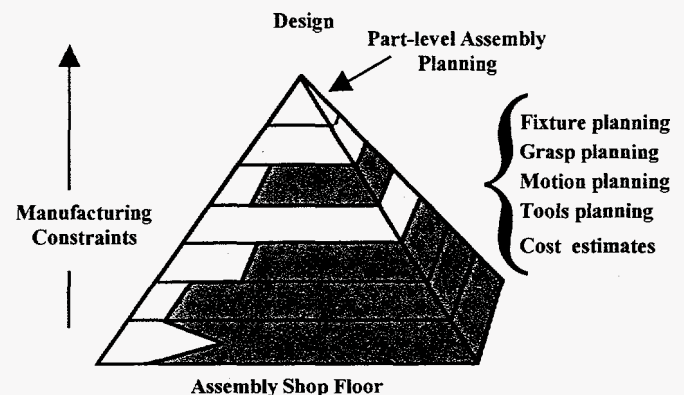 Design
Part-level Assembly
Planning
Fixture planning
Grasp planning
Motion planning
Tools planning
Cost estimates
Manufacturing
Constraints
Assembly Shop Floor